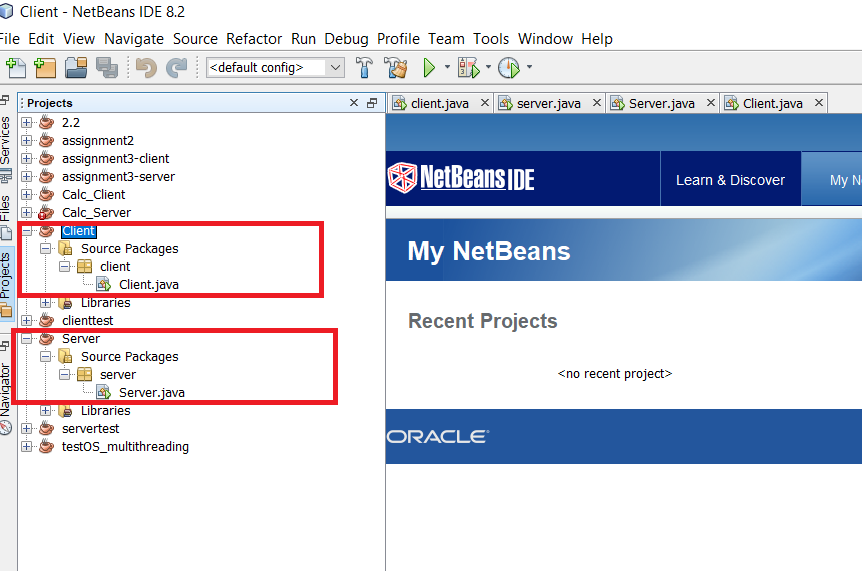 Client - NetBeans IDE 8.2
File Edit View Navigate Source Refactor Run Debug Profile Team Tools Window Help
<default config>
Projects
client.java
server.java
Server.java
Client.java
Services
Files
Projects
Navigator
2.2
assignment2
assignment3-client
assignment3-server
Calc_Client
Calc_Server
Client
Source Packages
client
Client.java
Libraries
clienttest
Server
Source Packages
server
Server.java
Libraries
servertest
testOS_multithreading
NetBeans IDE
Learn & Discover
My N
My NetBeans
Recent Projects
<no recent project>
ORACLE